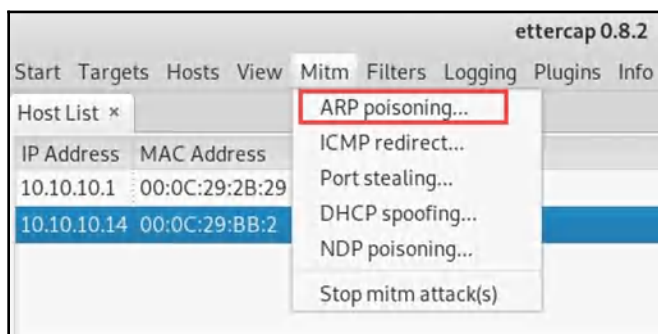 ettercap 0.8.2
Start Targets Hosts View Mitm Filters Logging Plugins Info
Host List ×
ARP poisoning...
ICMP redirect...
Port stealing...
DHCP spoofing...
NDP poisoning...
Stop mitm attack(s)
IP Address MAC Address
10.10.10.1 00:0C:29:2B:29
10.10.10.14 00:0C:29:BB:2